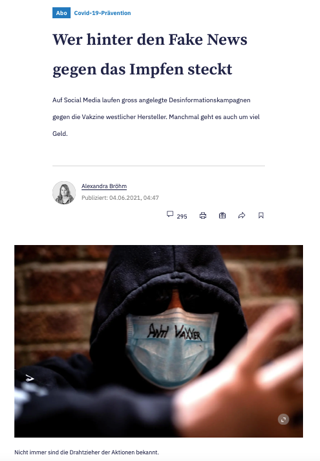 Abo Covid-19-Prävention
Wer hinter den Fake News
gegen das Impfen steckt
Auf Social Media laufen gross angelegte Desinformationskampagnen
gegen die Vakzine westlicher Hersteller. Manchmal geht es auch um viel
Geld.
Alexandra Bröhm
Publiziert: 04.06.2021, 04:47
295
ANTI VAXXER
Nicht immer sind die Drahtzieher der Aktionen bekannt.